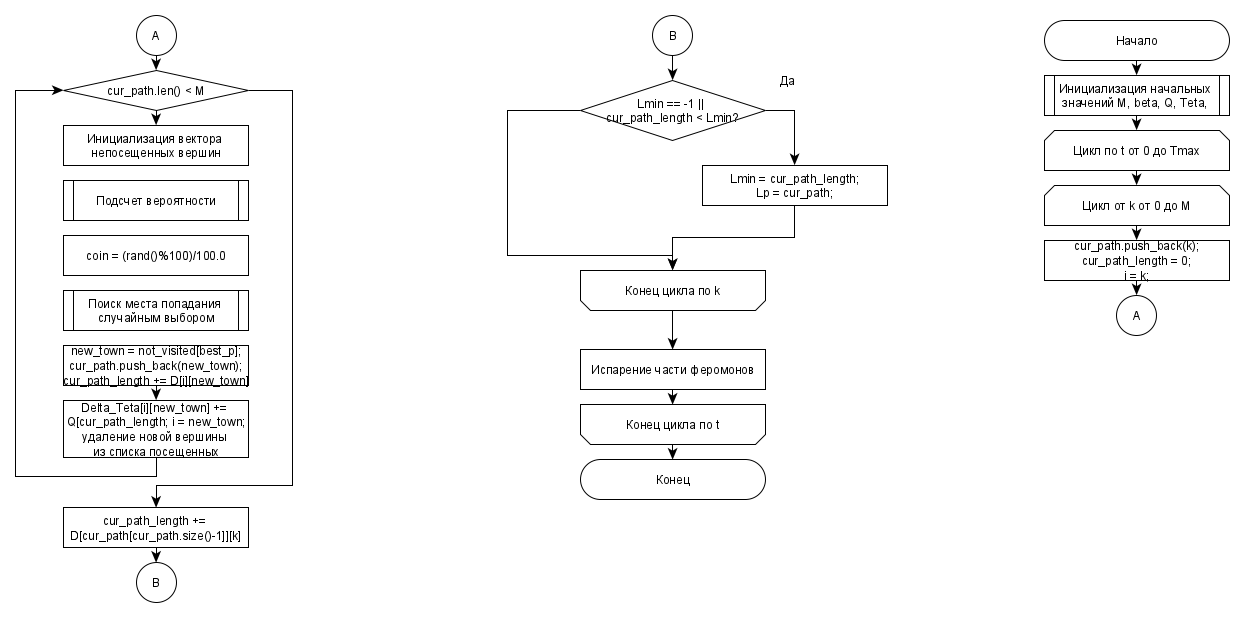 A
cur_path.len() < M
Инициализация вектора
непосещенных вершин
Подсчет вероятности
coin = (rand()%100)/100.0
Поиск места попадания
случайным выбором
new_town = not_visited[best_p];
cur_path.push_back(new_town);
cur_path_length += D[i][new_town]
Delta_Teta[i][new_town] +=
Q[cur_path_length; i = new_town;
удаление новой вершины
из списка посещенных
cur_path_length +=
D[cur_path[cur_path.size()-1]][k]
B
B
Да
Lmin == -1 ||
cur_path_length < Lmin?
Lmin = cur_path_length;
Lp = cur_path;
Конец цикла по k
Испарение части феромонов
Конец цикла по t
Конец
Начало
Инициализация начальных
значений M, beta, Q, Teta,
Цикл по t от 0 до Tmax
Цикл от k от 0 до M
cur_path.push_back(k);
cur_path_length = 0;
i = k;
A